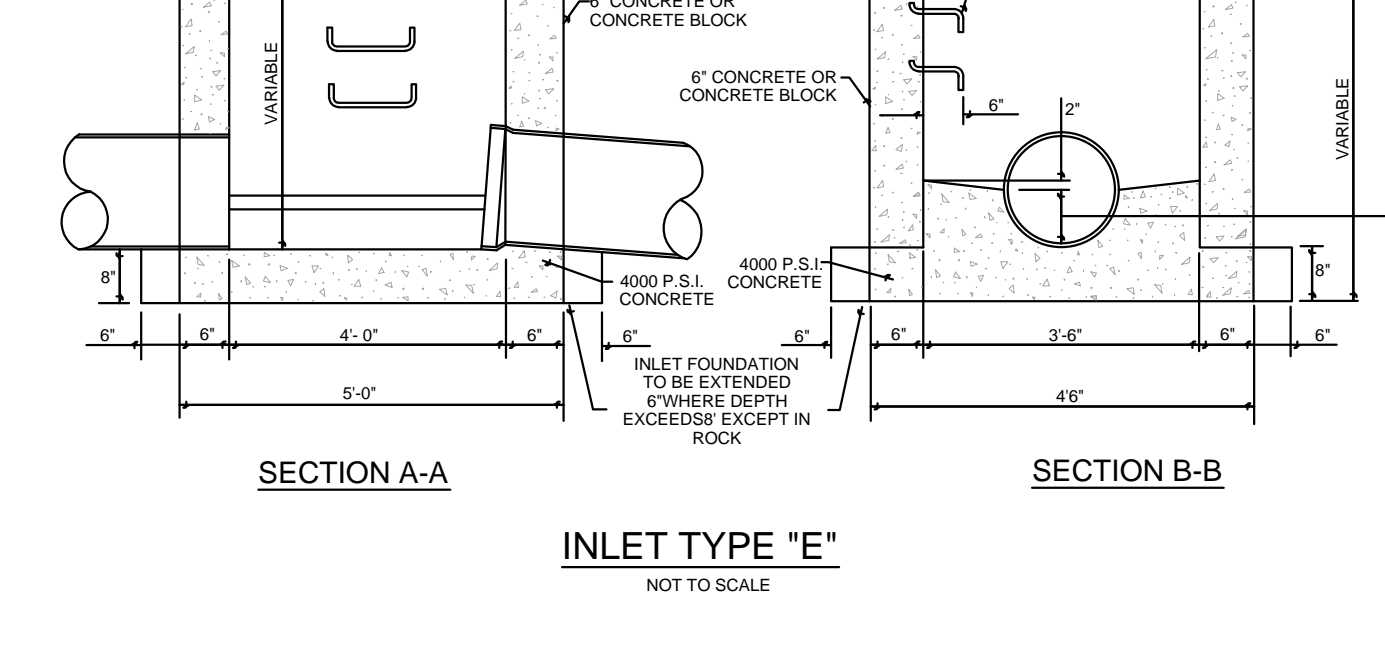 6" CONCRETE OR
CONCRETE BLOCK
VARIABLE
8"
6"
6"
4'- 0"
6"
6"
5'-0"
4000 P.S.I.
CONCRETE
SECTION A-A
INLET FOUNDATION
TO BE EXTENDED
6"WHERE DEPTH
EXCEEDS8' EXCEPT IN
ROCK
6" CONCRETE OR
CONCRETE BLOCK
6"
2"
VARIABLE
4000 P.S.I.
CONCRETE
8"
6"
6"
3'-6"
6"
6"
4'6"
SECTION B-B
INLET TYPE "E"
NOT TO SCALE